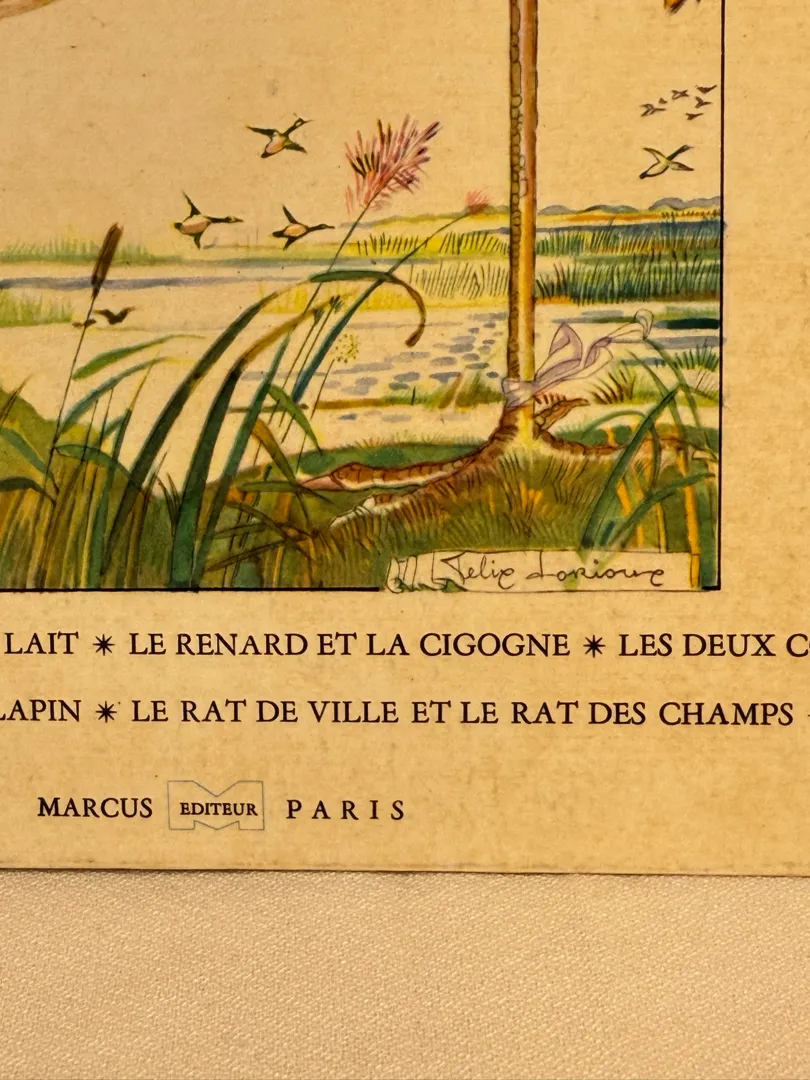 Felix Lorioux
LAIT ✷ LE RENARD ET LA CIGOGNE ✷ LES DEUX
LAPIN ✷ LE RAT DE VILLE ET LE RAT DES CHAMPS
MARCUS EDITEUR PARIS